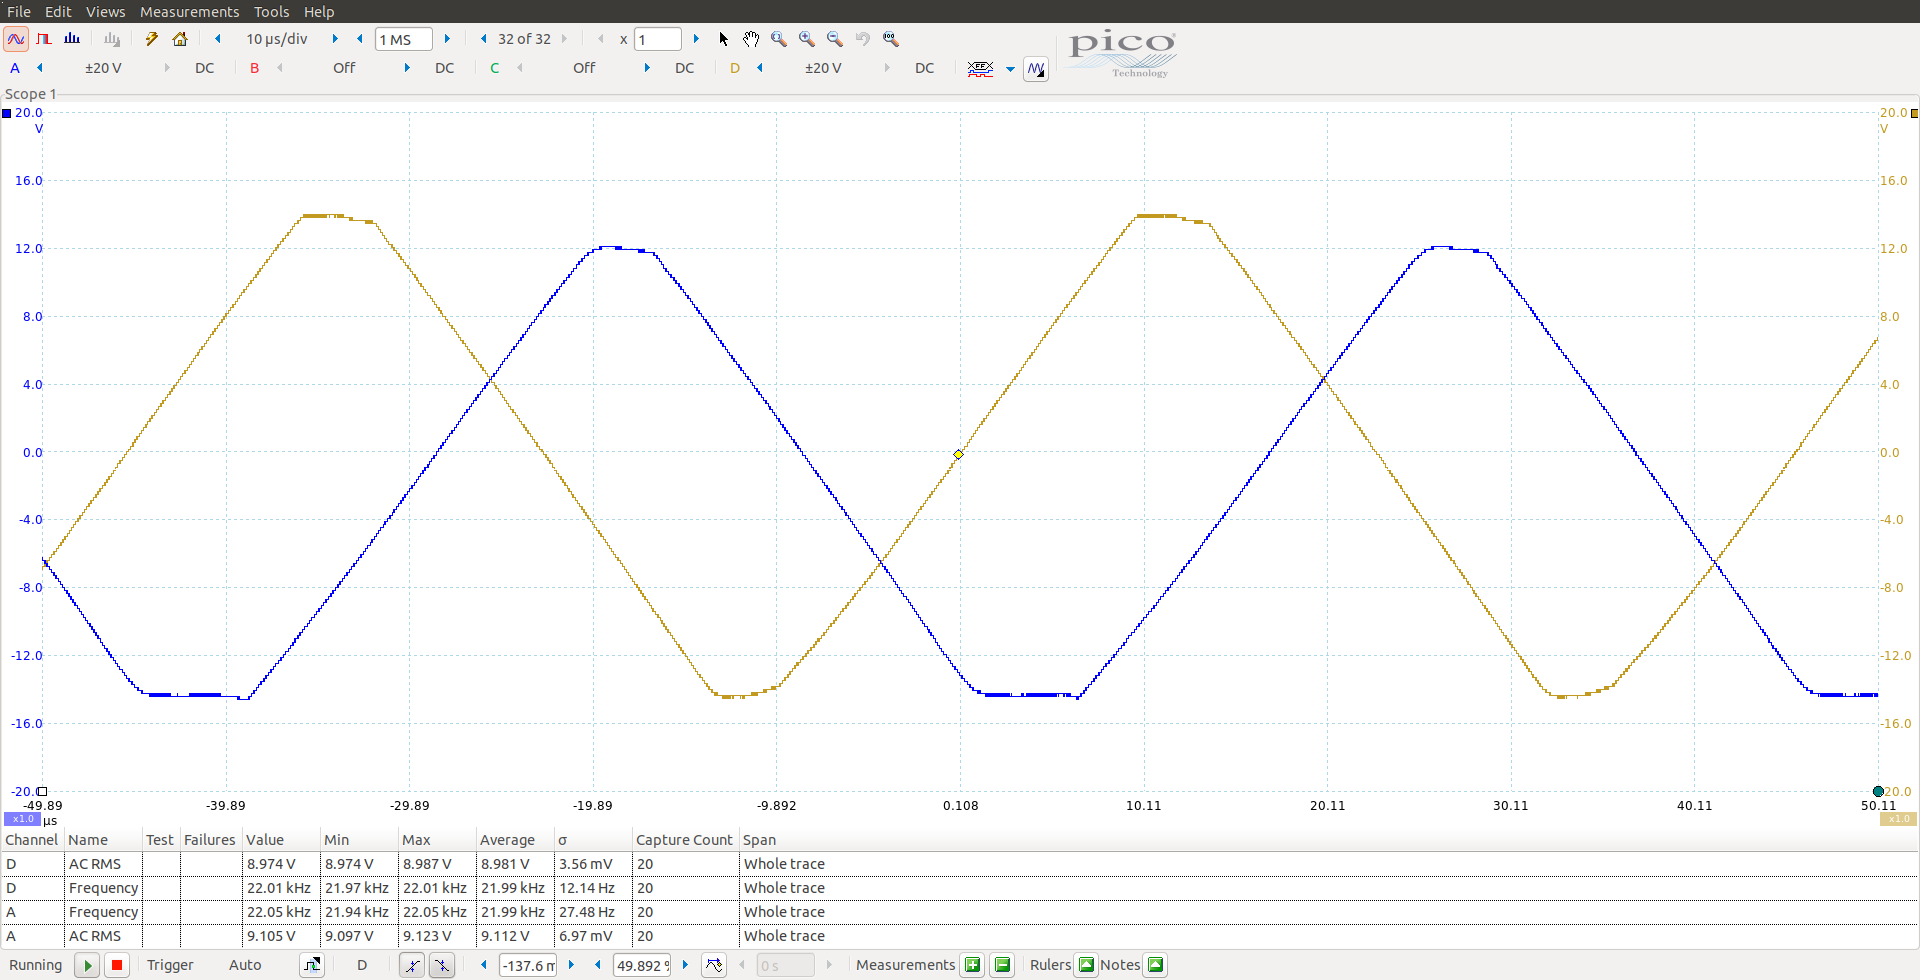 File Edit Views Measurements Tools Help
10 µs/div 1 MS 32 of 32 x 1
pico
Technology
A ±20 V DC B Off DC C Off DC D ±20 V DC
Scope 1
20.0 20.0
V V
16.0 16.0
12.0 12.0
8.0 8.0
4.0 4.0
0.0 0.0
-4.0 -4.0
-8.0 -8.0
-12.0 -12.0
-16.0 -16.0
-20.0 -20.0
-49.89 -39.89 -29.89 -19.89 -9.892 0.108 10.11 20.11 30.11 40.11 50.11
x1.0 µs x1.0
Channel Name Test Failures Value Min Max Average σ Capture Count Span
D AC RMS 8.974 V 8.974 V 8.987 V 8.981 V 3.56 mV 20 Whole trace
D Frequency 22.01 kHz 21.97 kHz 22.01 kHz 21.99 kHz 12.14 Hz 20 Whole trace
A Frequency 22.05 kHz 21.94 kHz 22.05 kHz 21.99 kHz 27.48 Hz 20 Whole trace
A AC RMS 9.105 V 9.097 V 9.123 V 9.112 V 6.97 mV 20 Whole trace
Running Trigger Auto D -137.6 m 49.892 % 0 s Measurements Rulers Notes